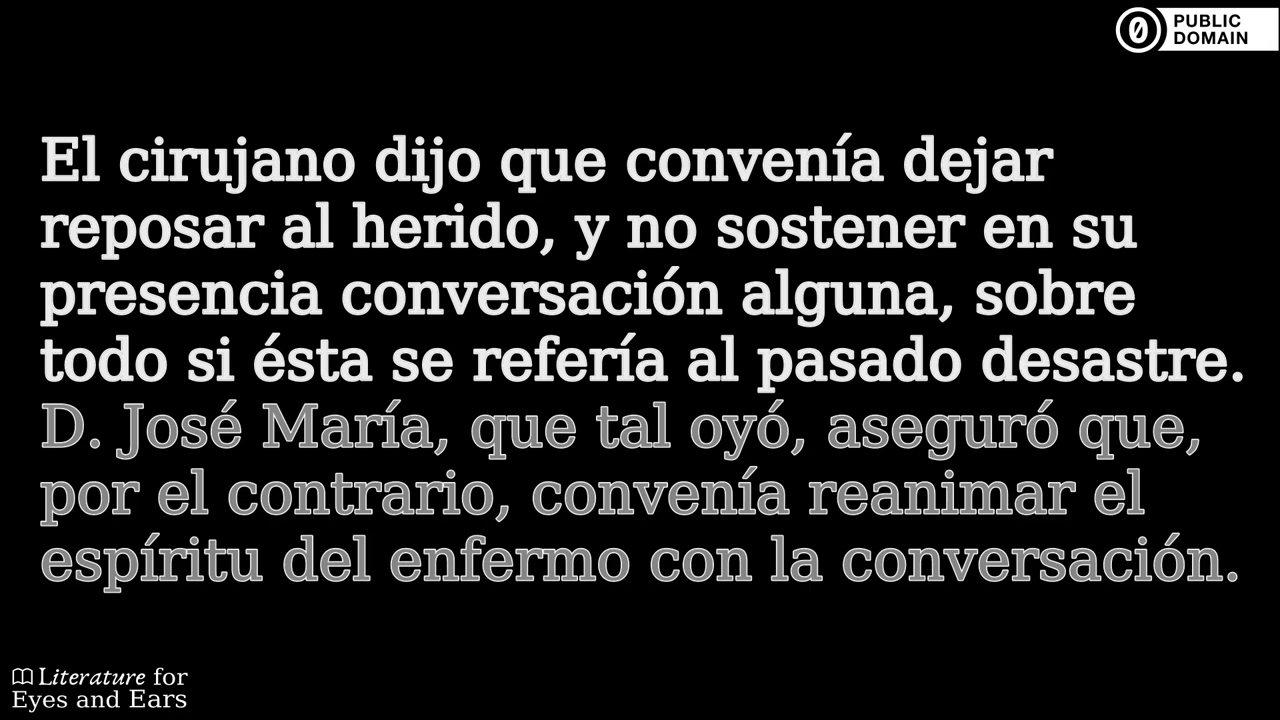 PUBLIC
DOMAIN
El cirujano dijo que convenía dejar
reposar al herido, y no sostener en su
presencia conversación alguna, sobre
todo si ésta se refería al pasado desastre.
D. José María, que tal oyó, aseguró que,
por el contrario, convenía reanimar el
espíritu del enfermo con la conversación.
Literature for
Eyes and Ears